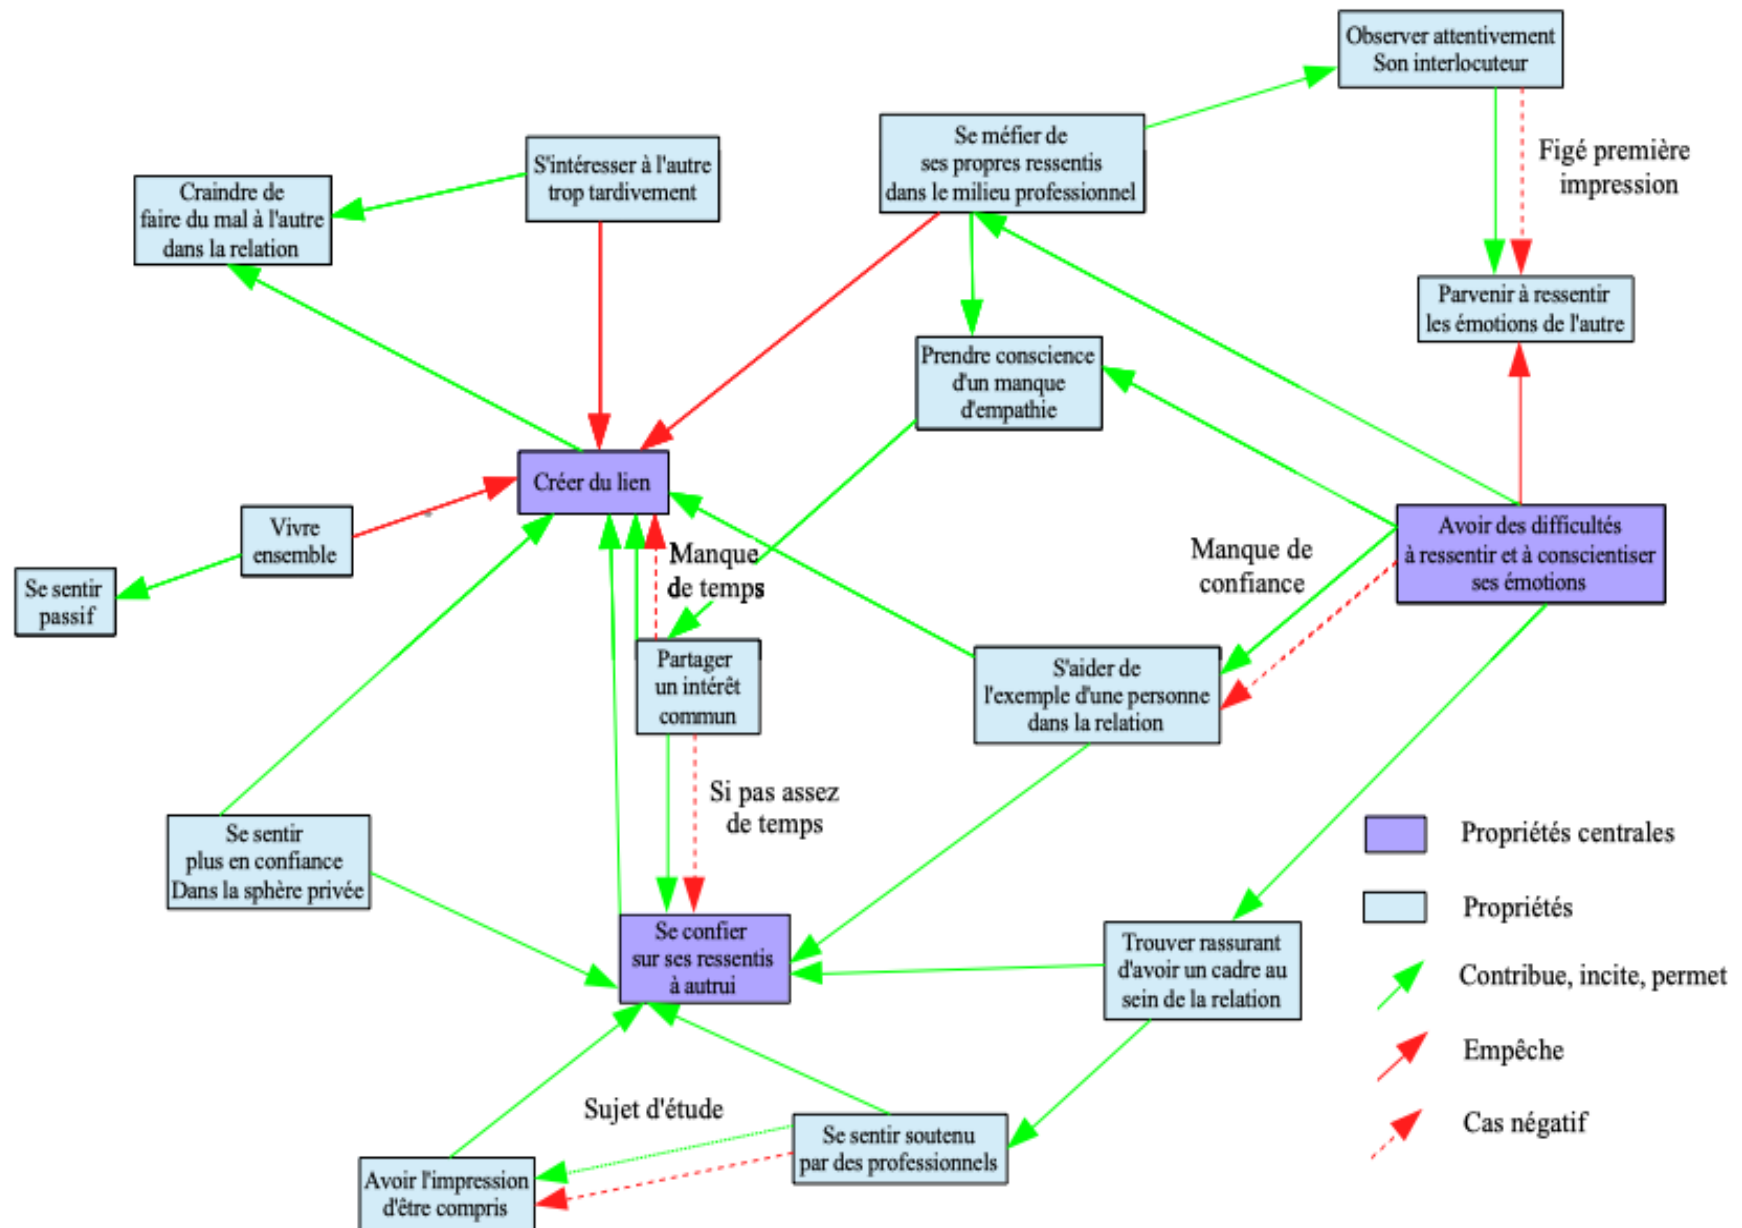 Observer attentivement
Son interlocuteur
Se méfier de
ses propres ressentis
dans le milieu professionnel
Figé première
impression
S'intéresser à l'autre
trop tardivement
Craindre de
faire du mal à l'autre
dans la relation
Parvenir à ressentir
les émotions de l'autre
Prendre conscience
d'un manque
d'empathie
Créer du lien
Vivre
ensemble
Se sentir
passif
Manque
de temps
Manque de
confiance
Avoir des difficultés
à ressentir et à conscientiser
ses émotions
Partager
un intérêt
commun
S'aider de
l'exemple d'une personne
dans la relation
Si pas assez
de temps
Se sentir
plus en confiance
Dans la sphère privée
Se confier
sur ses ressentis
à autrui
Trouver rassurant
d'avoir un cadre au
sein de la relation
Propriétés centrales
Propriétés
Contribue, incite, permet
Empêche
Cas négatif
Sujet d'étude
Se sentir soutenu
par des professionnels
Avoir l'impression
d'être compris